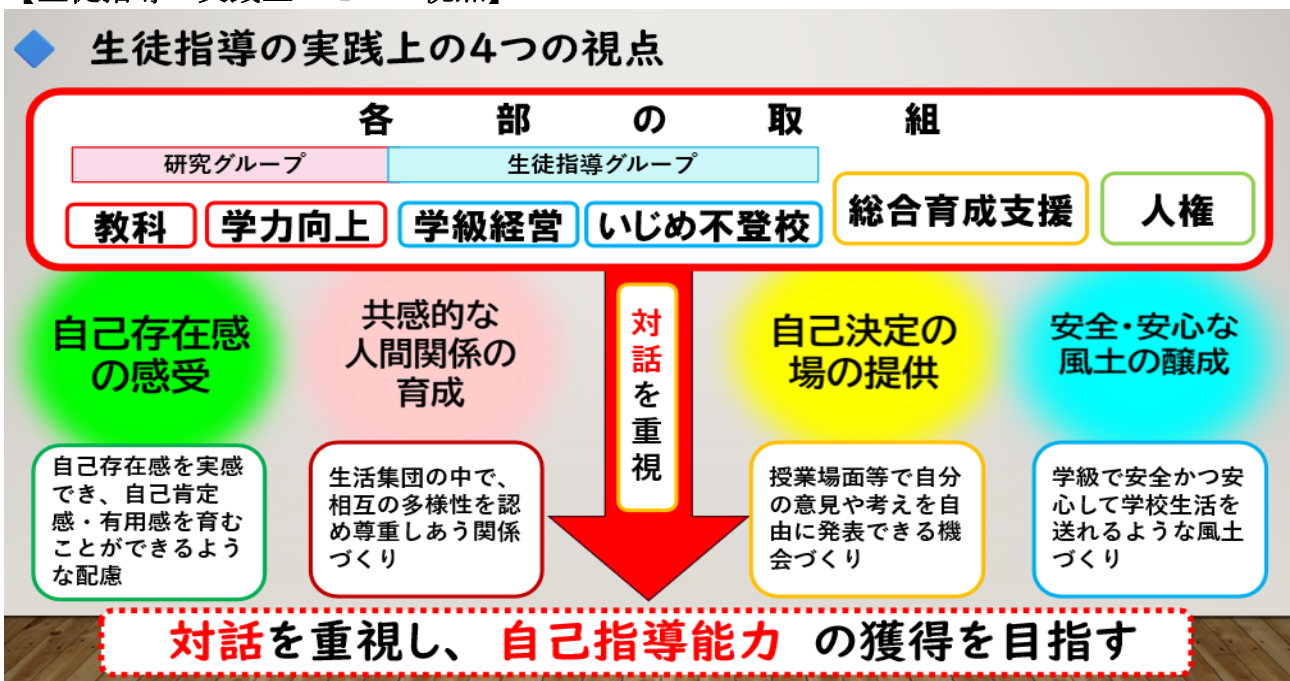 生徒指導の実践上の4つの視点
各部の取組
研究グループ
生徒指導グループ
教科
学力向上
学級経営
いじめ不登校
総合育成支援
人権
自己存在感
の感受
共感的な
人間関係の
育成
対話を重視
自己決定の
場の提供
安全・安心な
風土の醸成
自己存在感を実感
でき、自己肯定
感・有用感を育む
ことができるよう
な配慮
生活集団の中で、
相互の多様性を認
め尊重しあう関係
づくり
授業場面等で自分
の意見や考えを自
由に発表できる機
会づくり
学級で安全かつ安
心して学校生活を
送れるような風土
づくり
対話を重視し、自己指導能力 の獲得を目指す